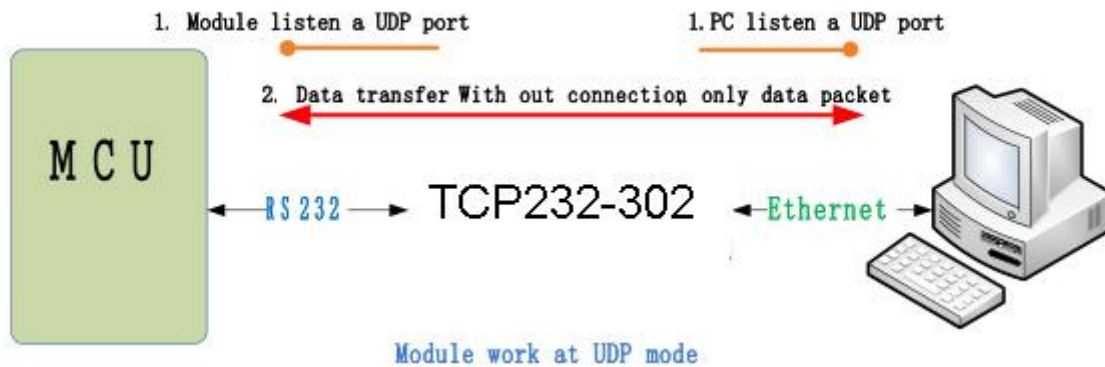 1. Module listen a UDP port
1. PC listen a UDP port
2. Data transfer With out connection, only data packet
MCU
RS232
TCP232-302
Ethernet
Module work at UDP mode